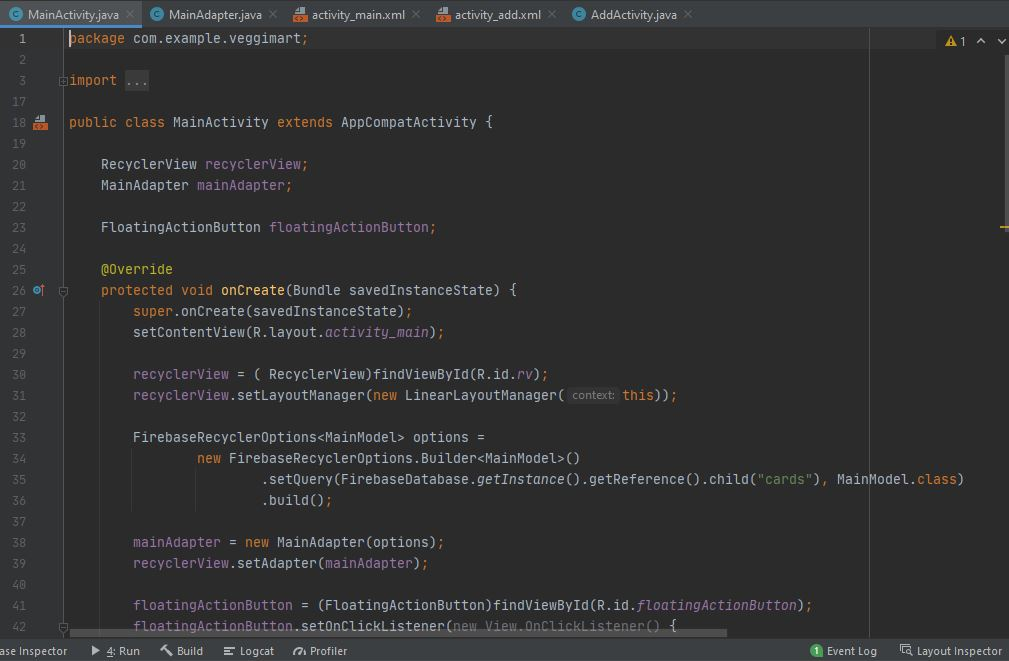 MainActivity.java × MainAdapter.java × activity_main.xml × activity_add.xml × AddActivity.java ×
1 package com.example.veggimart; 1
2
3 import ...
17
18 public class MainActivity extends AppCompatActivity {
19
20 RecyclerView recyclerView;
21 MainAdapter mainAdapter;
22
23 FloatingActionButton floatingActionButton;
24
25 @Override
26 protected void onCreate(Bundle savedInstanceState) {
27 super.onCreate(savedInstanceState);
28 setContentView(R.layout.activity_main);
29
30 recyclerView = ( RecyclerView)findViewById(R.id.rv);
31 recyclerView.setLayoutManager(new LinearLayoutManager( context: this));
32
33 FirebaseRecyclerOptions<MainModel> options =
34 new FirebaseRecyclerOptions.Builder<MainModel>()
35 .setQuery(FirebaseDatabase.getInstance().getReference().child("cards"), MainModel.class)
36 .build();
37
38 mainAdapter = new MainAdapter(options);
39 recyclerView.setAdapter(mainAdapter);
40
41 floatingActionButton = (FloatingActionButton)findViewById(R.id.floatingActionButton);
42 floatingActionButton.setOnClickListener(new View.OnClickListener() {
ase Inspector 4: Run Build Logcat Profiler 1 Event Log Layout Inspector